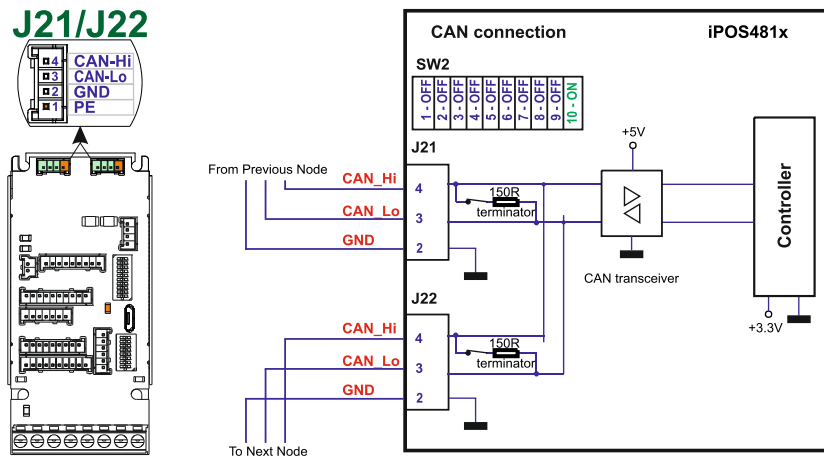 J21/J22
4 CAN-Hi
3 CAN-Lo
2 GND
1 PE
CAN connection
iPOS481x
SW2
1 - OFF
2 - OFF
3 - OFF
4 - OFF
5 - OFF
6 - OFF
7 - OFF
8 - OFF
9 - OFF
10 - ON
J21
From Previous Node
CAN_Hi
4
CAN_Lo
3
GND
2
150R
terminator
+5V
CAN transceiver
Controller
+3.3V
J22
CAN_Hi
4
CAN_Lo
3
GND
2
150R
terminator
To Next Node